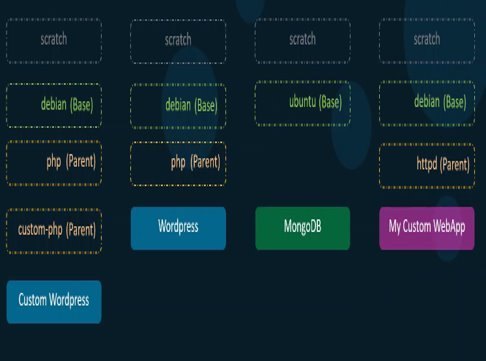 scratch
scratch
scratch
scratch
debian (Base)
debian (Base)
ubuntu (Base)
debian (Base)
php (Parent)
php (Parent)
httpd (Parent)
custom-php (Parent)
Wordpress
MongoDB
My Custom WebApp
Custom Wordpress